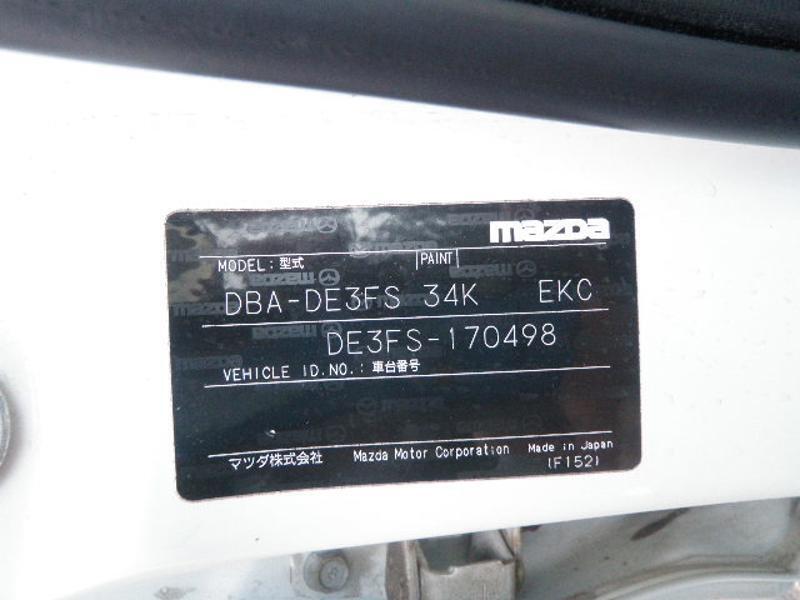 mazda
MODEL:型式 PAINT
DBA-DE3FS 34K EKC
DE3FS-170498
VEHICLE ID.NO.:車台番号
マツダ株式会社 Mazda Motor Corporation Made in Japan
(F152)